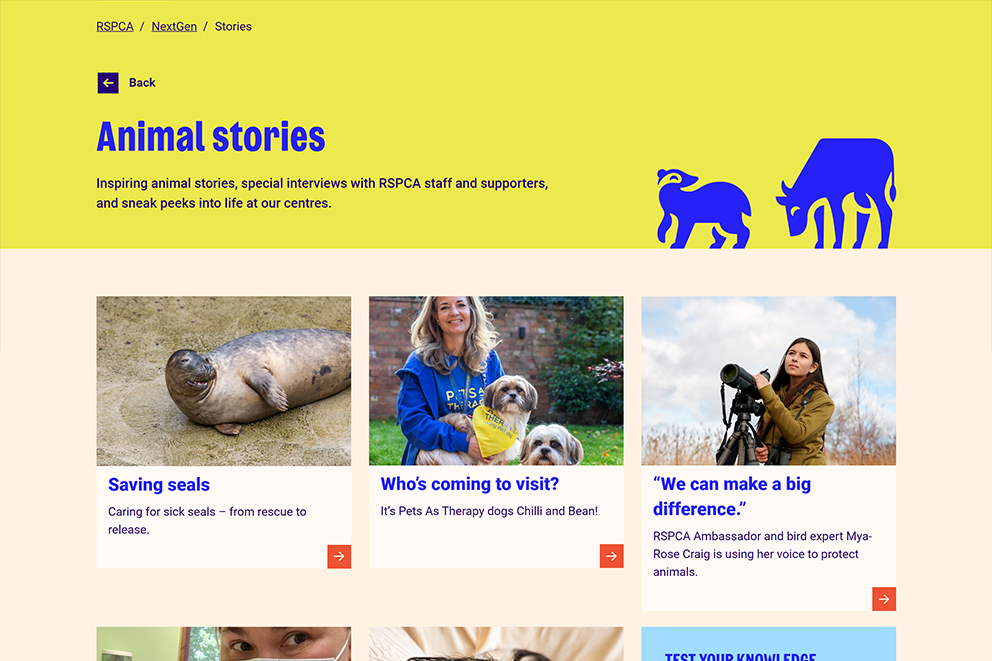 RSPCA / NextGen / Stories
Back
Animal stories
Inspiring animal stories, special interviews with RSPCA staff and supporters,
and sneak peeks into life at our centres.
Saving seals
Caring for sick seals – from rescue to
release.
PETS A
THERA
THER
Who’s coming to visit?
It’s Pets As Therapy dogs Chilli and Bean!
“We can make a big
difference.”
RSPCA Ambassador and bird expert Mya-
Rose Craig is using her voice to protect
animals.
TEST YOUR KNOWLEDGE